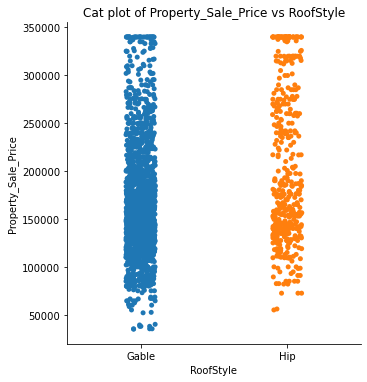 Cat plot of Property_Sale_Price vs RoofStyle
350000
300000
250000
200000
150000
100000
50000
Property_Sale_Price
Gable
Hip
RoofStyle